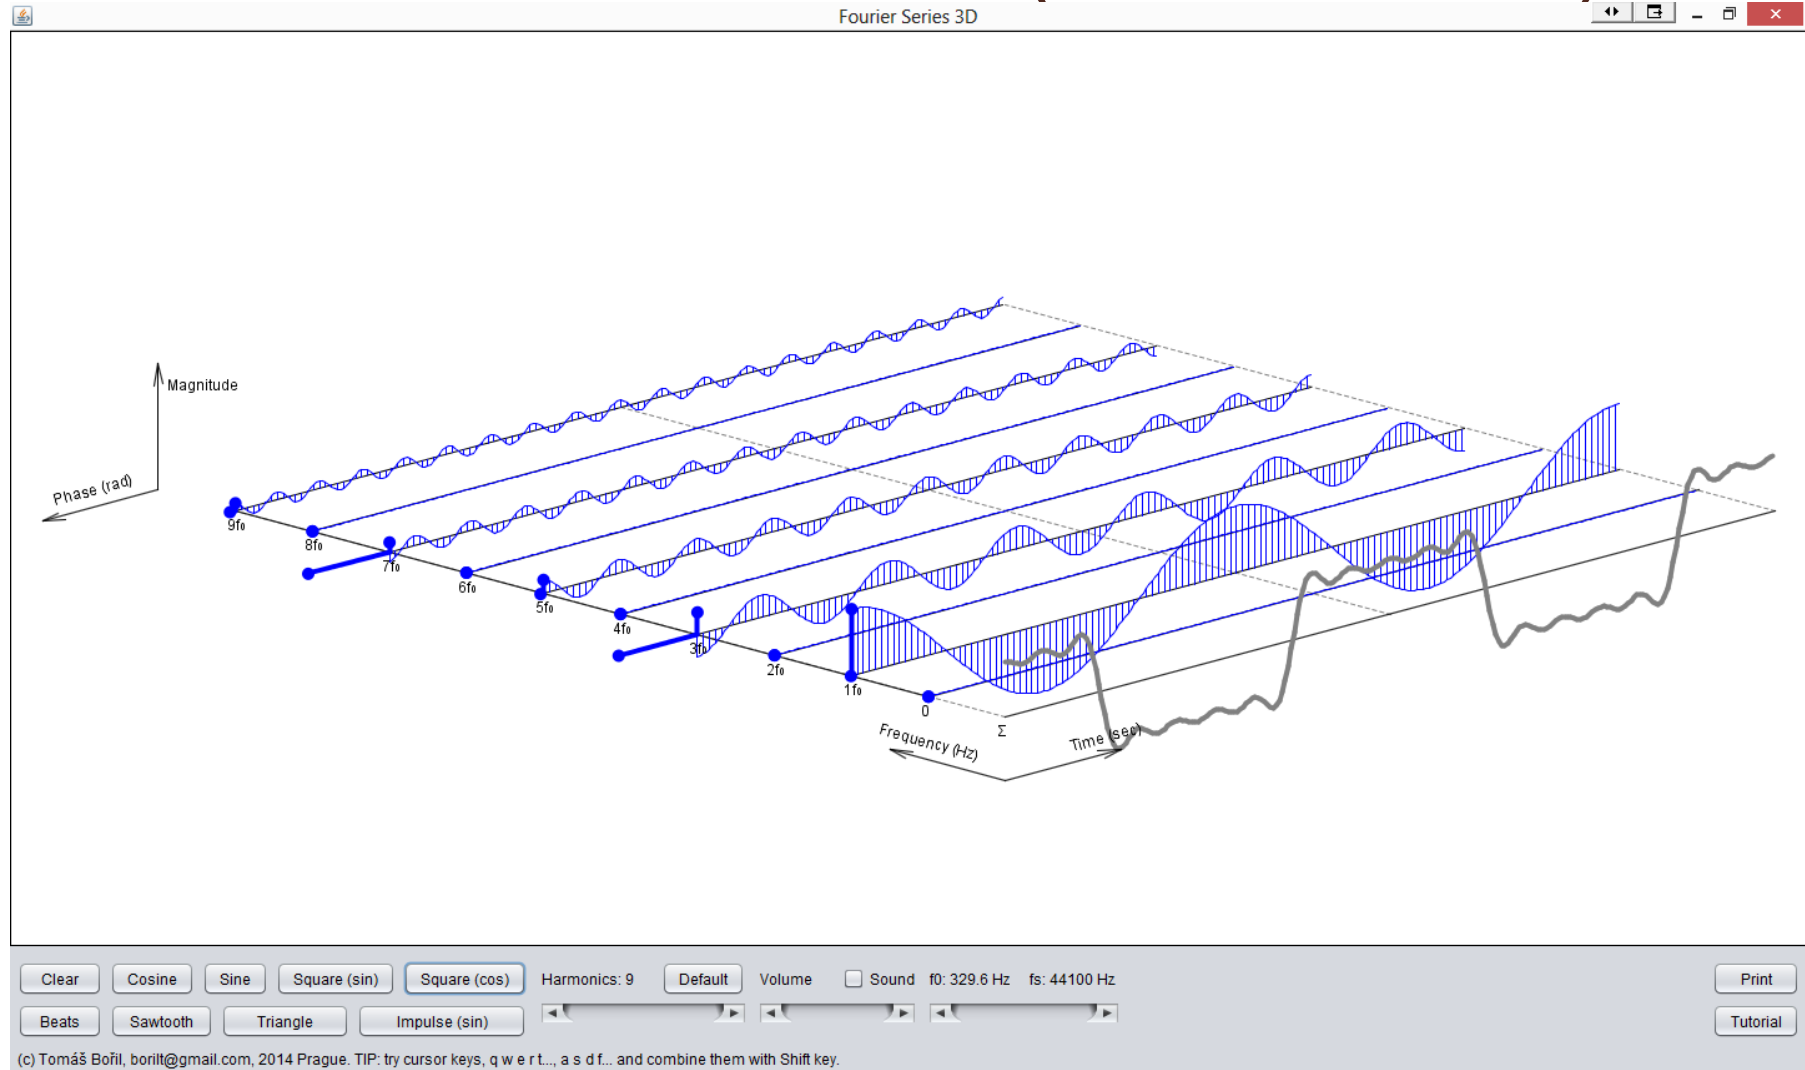 Fourier Series 3D
Magnitude
Phase (rad)
9f₀
8f₀
7f₀
6f₀
5f₀
4f₀
3f₀
2f₀
1f₀
0
Σ
Frequency (Hz)
Time (sec)
Clear Cosine Sine Square (sin) Square (cos) Harmonics: 9 Default Volume Sound f0: 329.6 Hz fs: 44100 Hz Print
Beats Sawtooth Triangle Impulse (sin) Tutorial
(c) Tomáš Bořil, borilt@gmail.com, 2014 Prague. TIP: try cursor keys, q w e r t..., a s d f... and combine them with Shift key.